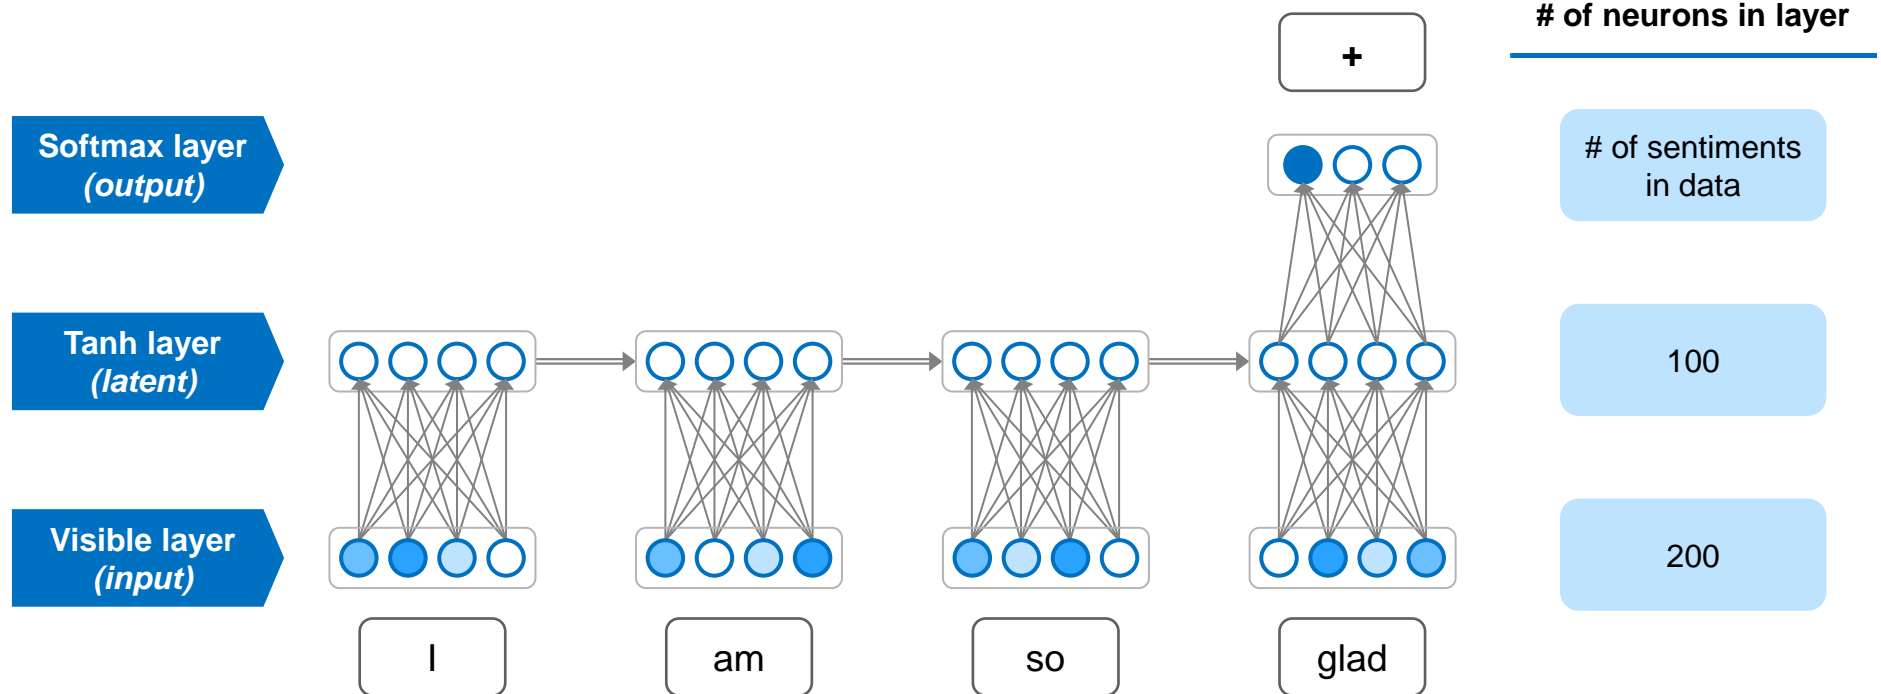 # of neurons in layer
+
Softmax layer
(output)
# of sentiments
in data
Tanh layer
(latent)
100
Visible layer
(input)
200
I
am
so
glad